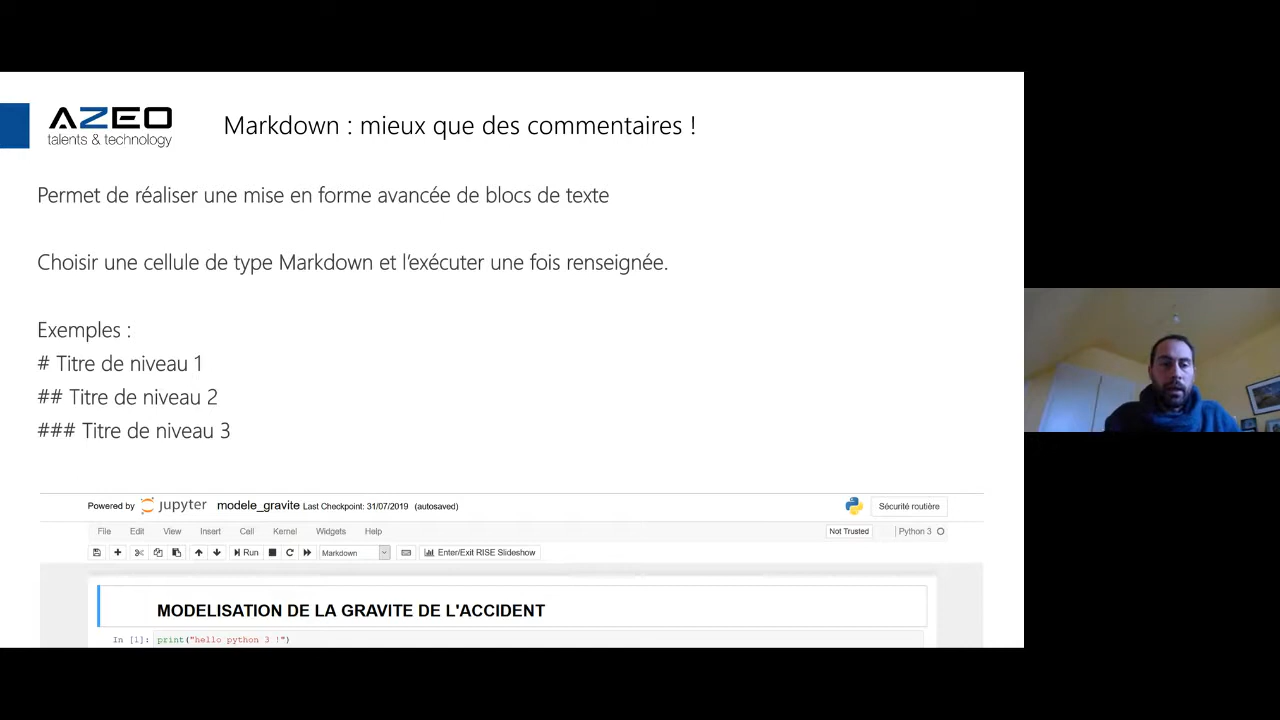 AZEO
talents & technology
Markdown : mieux que des commentaires !
Permet de réaliser une mise en forme avancée de blocs de texte
Choisir une cellule de type Markdown et l'exécuter une fois renseignée.
Exemples :
# Titre de niveau 1
## Titre de niveau 2
### Titre de niveau 3
Powered by jupyter modele_gravite Last Checkpoint: 31/07/2019 (autosaved) Sécurité routière
File Edit View Insert Cell Kernel Widgets Help Not Trusted Python 3
Run Markdown Enter/Exit RISE Slideshow
MODELISATION DE LA GRAVITE DE L'ACCIDENT
In [1]: print("hello python 3 !")